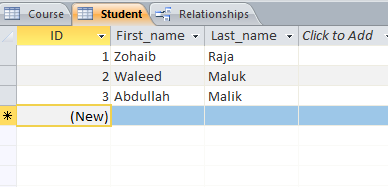 Course Student Relationships
ID First_name Last_name Click to Add
1 Zohaib Raja
2 Waleed Maluk
3 Abdullah Malik
* (New)